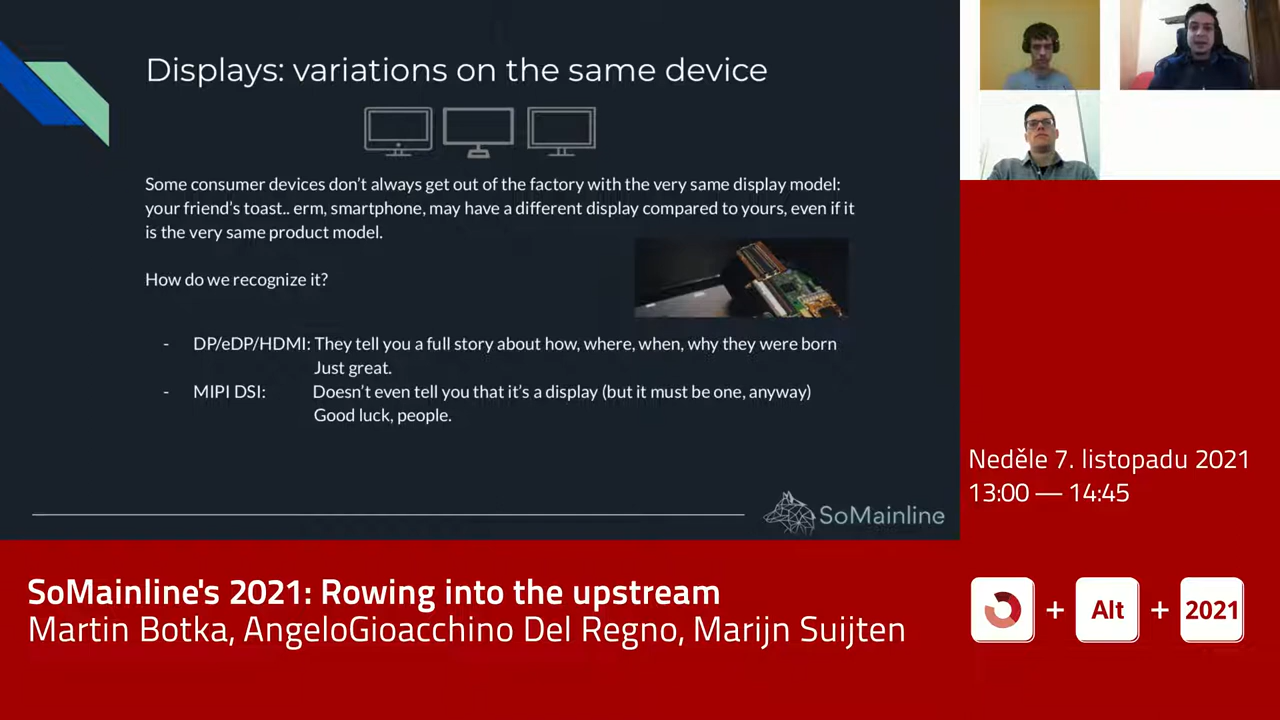 Displays: variations on the same device
Some consumer devices don't always get out of the factory with the very same display model:
your friend's toast.. erm, smartphone, may have a different display compared to yours, even if it
is the very same product model.
How do we recognize it?
- DP/eDP/HDMI: They tell you a full story about how, where, when, why they were born
Just great.
- MIPI DSI: Doesn't even tell you that it's a display (but it must be one, anyway)
Good luck, people.
SoMainline
Neděle 7. listopadu 2021
13:00 — 14:45
SoMainline's 2021: Rowing into the upstream
Martin Botka, AngeloGioacchino Del Regno, Marijn Suijten
+ Alt + 2021